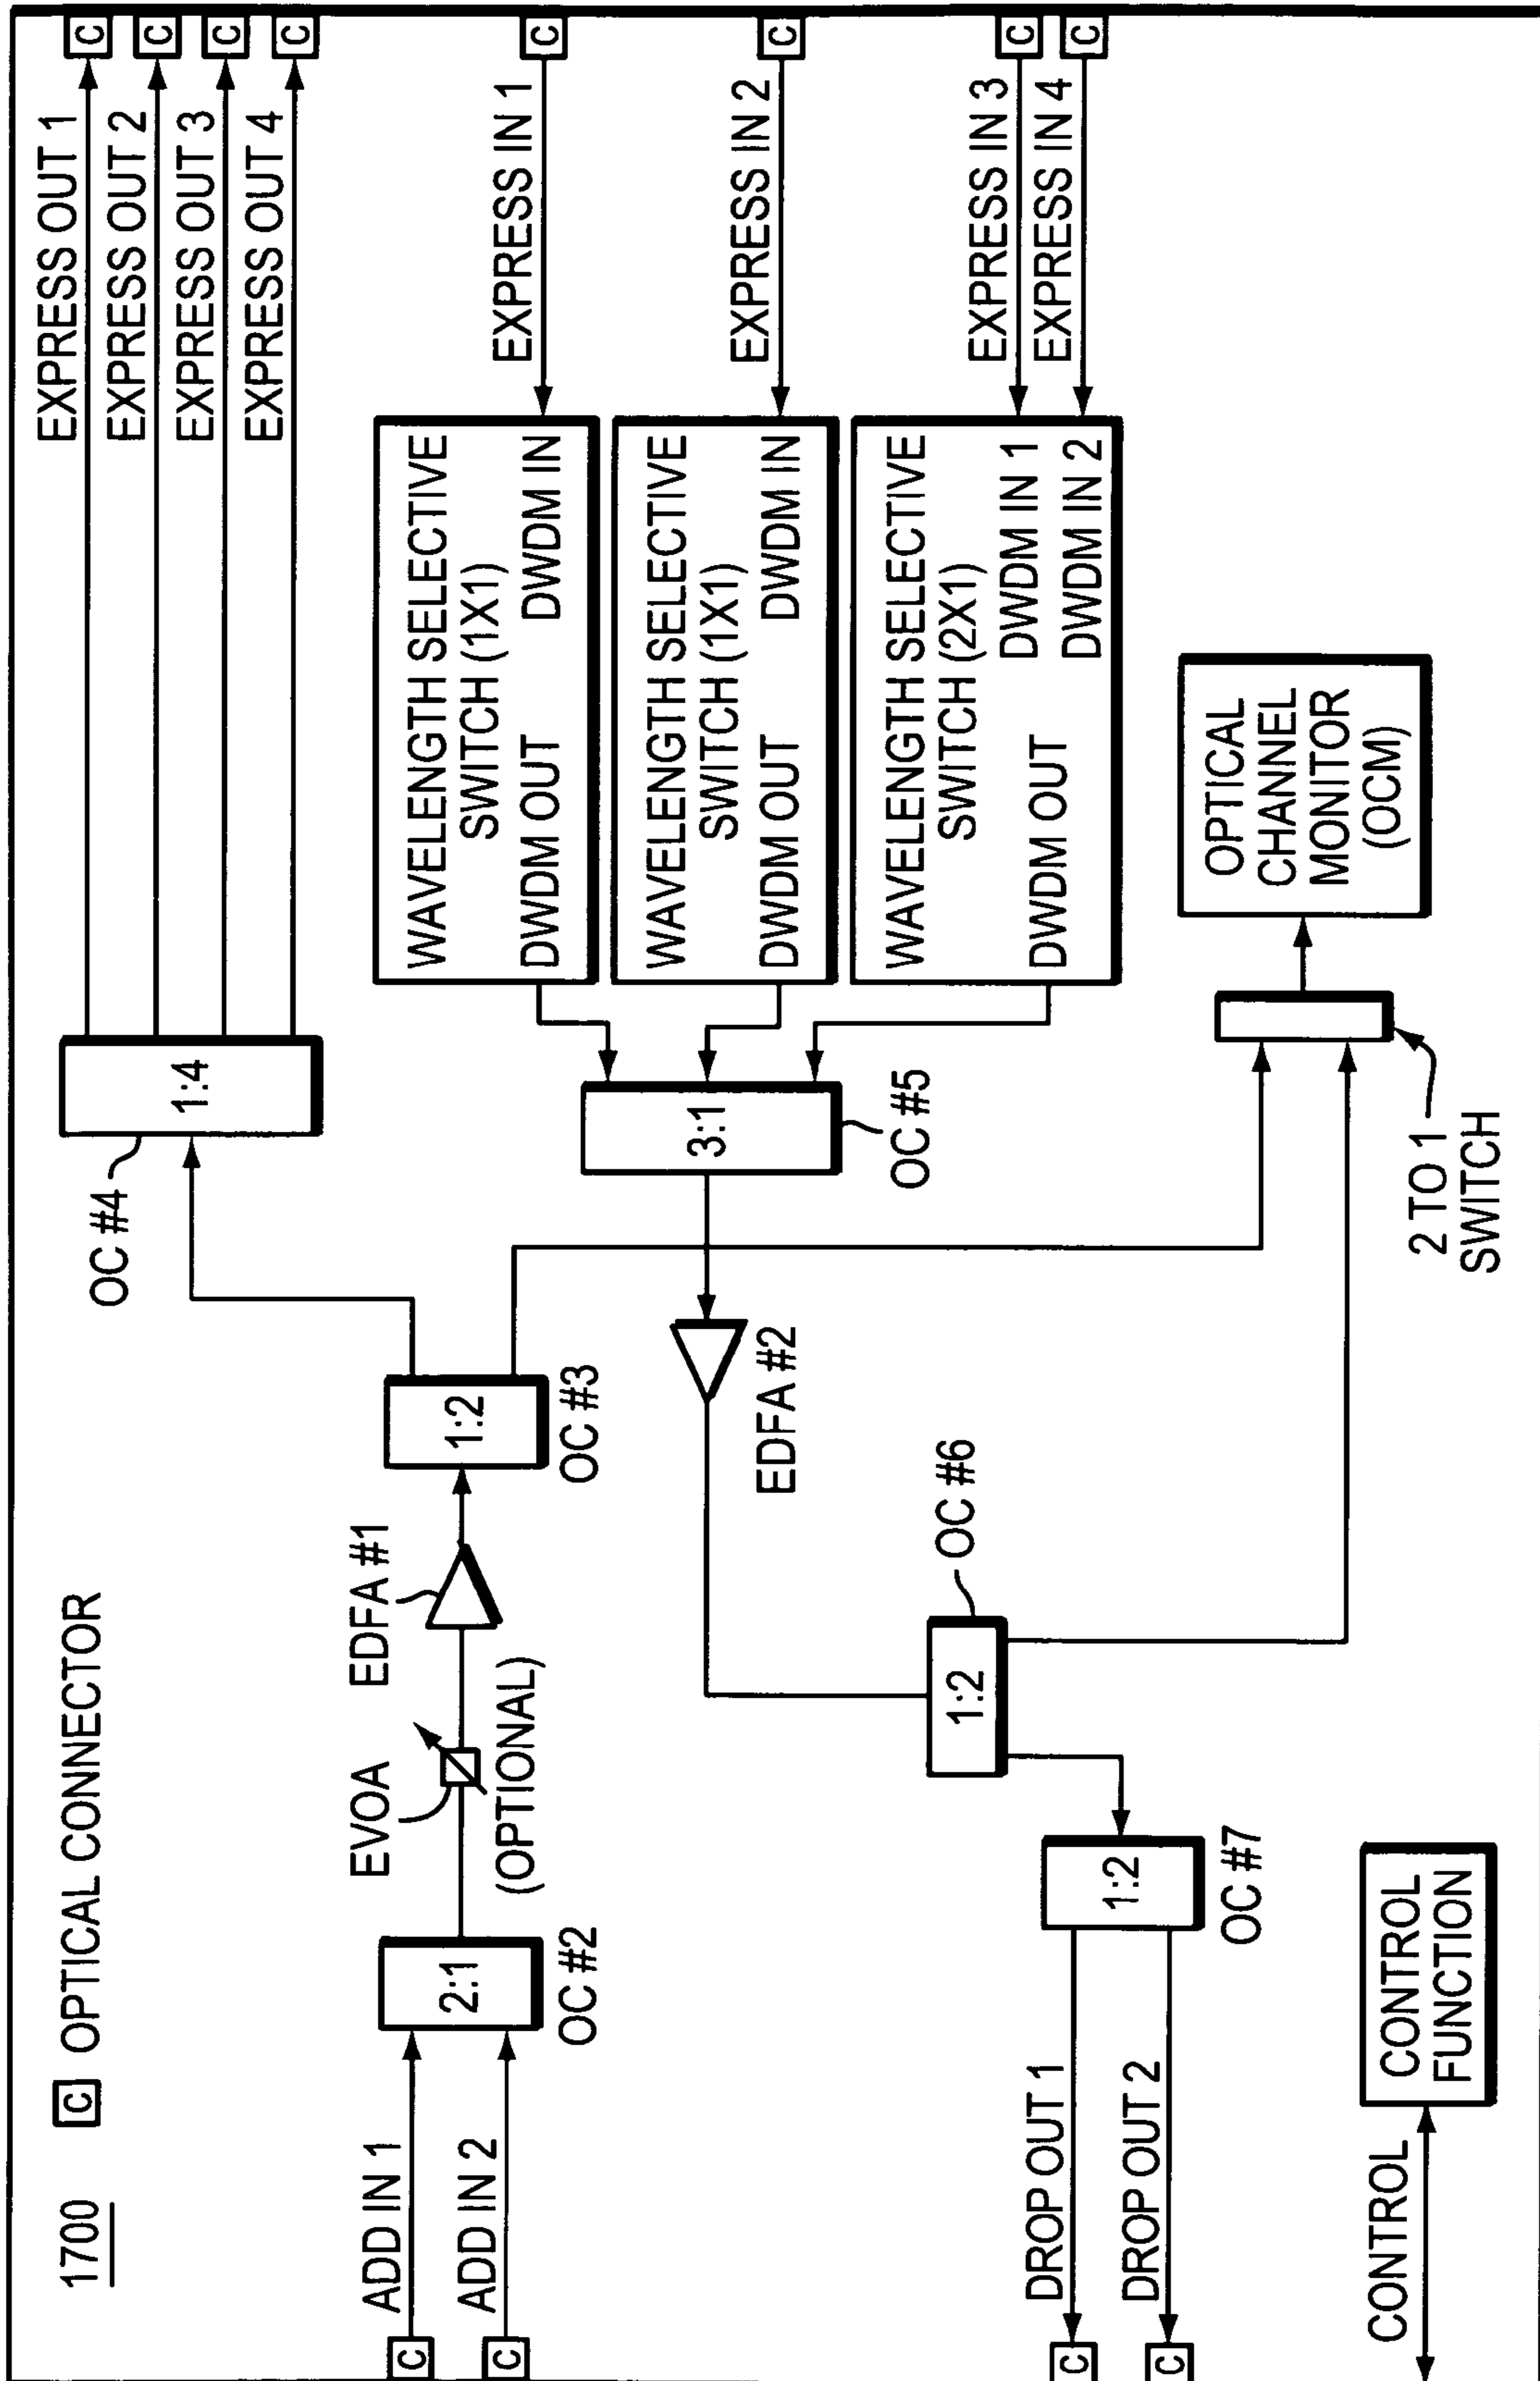 1700
C OPTICAL CONNECTOR
EXPRESS OUT 1
C
EXPRESS OUT 2
C
EXPRESS OUT 3
C
EXPRESS OUT 4
C
OC #4
1:4
C
ADD IN 1
C
ADD IN 2
2:1
OC #2
EVOA
(OPTIONAL)
EDFA #1
1:2
OC #3
WAVELENGTH SELECTIVE
SWITCH (1X1)
DWDM OUT
DWDM IN
EXPRESS IN 1
C
WAVELENGTH SELECTIVE
SWITCH (1X1)
DWDM OUT
DWDM IN
EXPRESS IN 2
C
WAVELENGTH SELECTIVE
SWITCH (2X1)
DWDM IN 1
DWDM OUT
DWDM IN 2
EXPRESS IN 3
C
EXPRESS IN 4
C
3:1
OC #5
EDFA #2
1:2
OC #6
C
DROP OUT 1
C
DROP OUT 2
1:2
OC #7
OPTICAL
CHANNEL
MONITOR
(OCM)
2 TO 1
SWITCH
CONTROL
CONTROL
FUNCTION